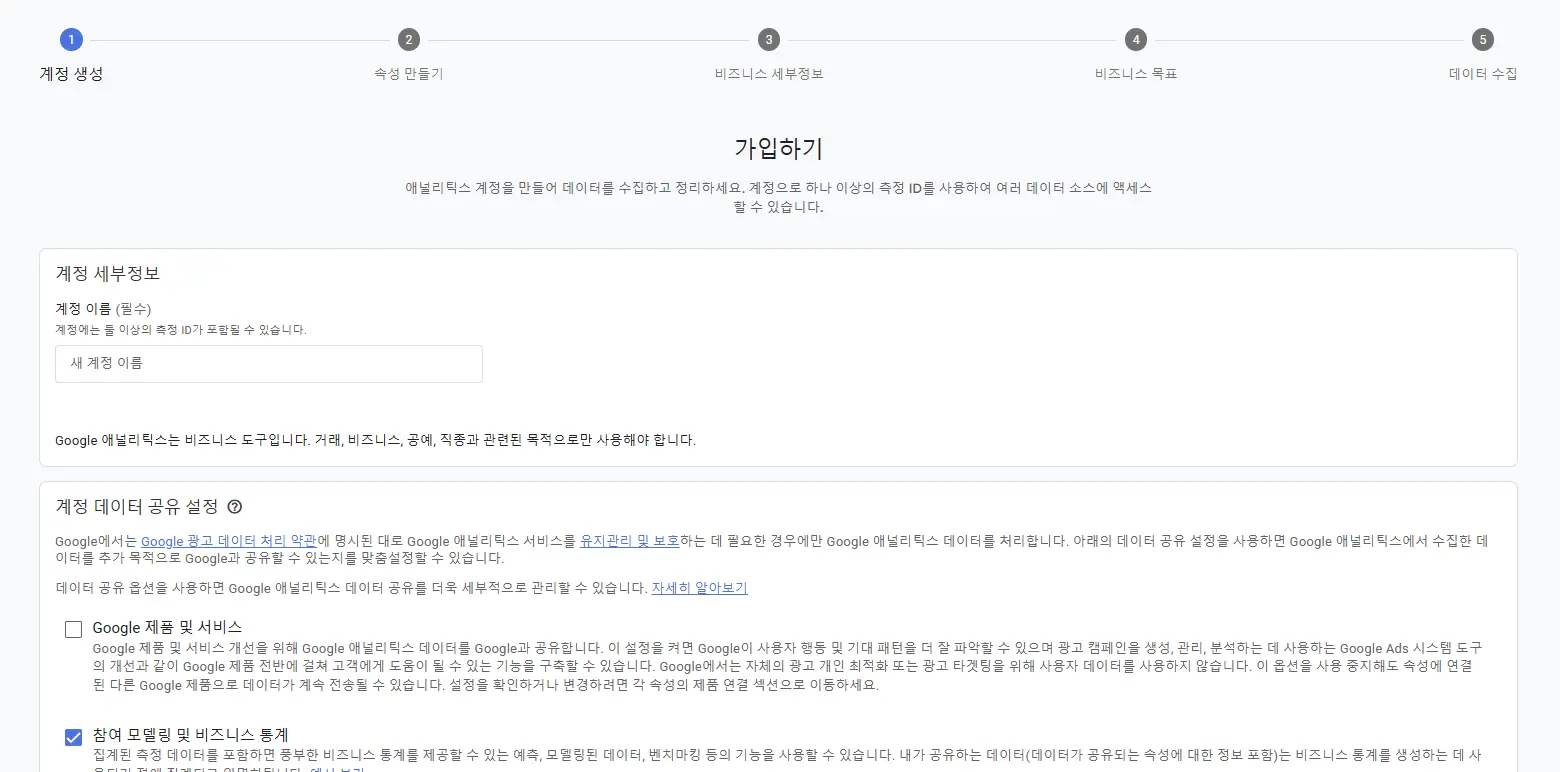 1
2
3
4
5
계정 생성
속성 만들기
비즈니스 세부정보
비즈니스 목표
데이터 수집
가입하기
애널리틱스 계정을 만들어 데이터를 수집하고 정리하세요. 계정으로 하나 이상의 측정 ID를 사용하여 여러 데이터 소스에 액세스
할 수 있습니다.
계정 세부정보
계정 이름 (필수)
계정에는 둘 이상의 측정 ID가 포함될 수 있습니다.
새 계정 이름
Google 애널리틱스는 비즈니스 도구입니다. 거래, 비즈니스, 공예, 직종과 관련된 목적으로만 사용해야 합니다.
계정 데이터 공유 설정 ?
Google에서는 Google 광고 데이터 처리 약관에 명시된 대로 Google 애널리틱스 서비스를 유지관리 및 보호하는 데 필요한 경우에만 Google 애널리틱스 데이터를 처리합니다. 아래의 데이터 공유 설정을 사용하면 Google 애널리틱스에서 수집한 데
이터를 추가 목적으로 Google과 공유할 수 있는지를 맞춤설정할 수 있습니다.
데이터 공유 옵션을 사용하면 Google 애널리틱스 데이터 공유를 더욱 세부적으로 관리할 수 있습니다. 자세히 알아보기
Google 제품 및 서비스
Google 제품 및 서비스 개선을 위해 Google 애널리틱스 데이터를 Google과 공유합니다. 이 설정을 켜면 Google이 사용자 행동 및 기대 패턴을 더 잘 파악할 수 있으며 광고 캠페인을 생성, 관리, 분석하는 데 사용하는 Google Ads 시스템 도구
의 개선과 같이 Google 제품 전반에 걸쳐 고객에게 도움이 될 수 있는 기능을 구축할 수 있습니다. Google에서는 자체의 광고 개인 최적화 또는 광고 타겟팅을 위해 사용자 데이터를 사용하지 않습니다. 이 옵션을 사용 중지해도 속성에 연결
된 다른 Google 제품으로 데이터가 계속 전송될 수 있습니다. 설정을 확인하거나 변경하려면 각 속성의 제품 연결 섹션으로 이동하세요.
참여 모델링 및 비즈니스 통계
집계된 측정 데이터를 포함하면 풍부한 비즈니스 통계를 제공할 수 있는 예측, 모델링된 데이터, 벤치마킹 등의 기능을 사용할 수 있습니다. 내가 공유하는 데이터(데이터가 공유되는 속성에 대한 정보 포함)는 비즈니스 통계를 생성하는 데 사